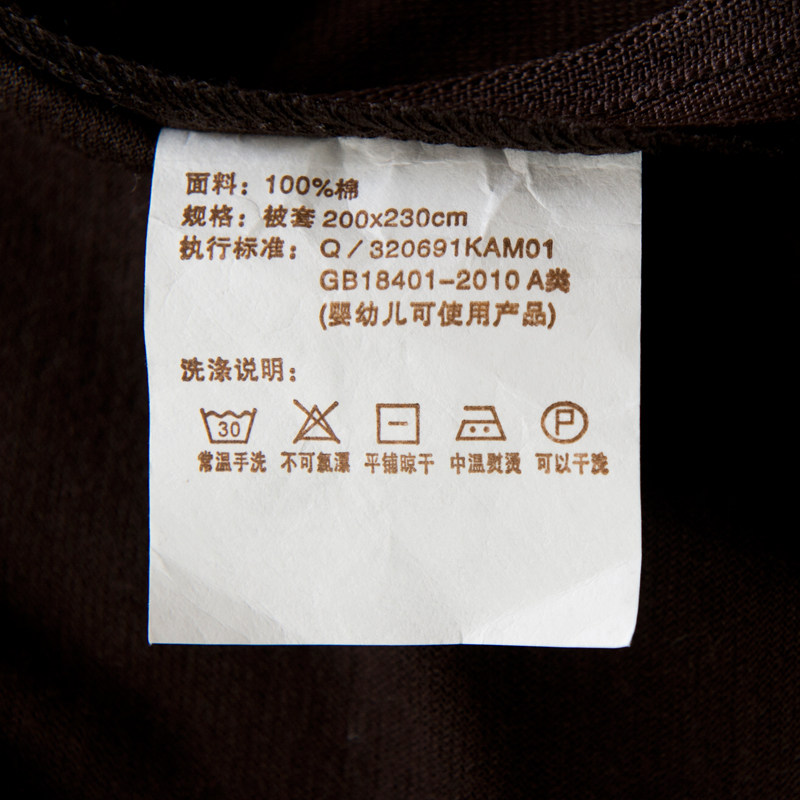 面料：100%棉
规格：被套 200x230cm
执行标准：Q/320691KAM01
GB18401-2010 A类
(婴幼儿可使用产品)
洗涤说明：
30 P
常温手洗 不可氯漂 平铺晾干 中温熨烫 可以干洗